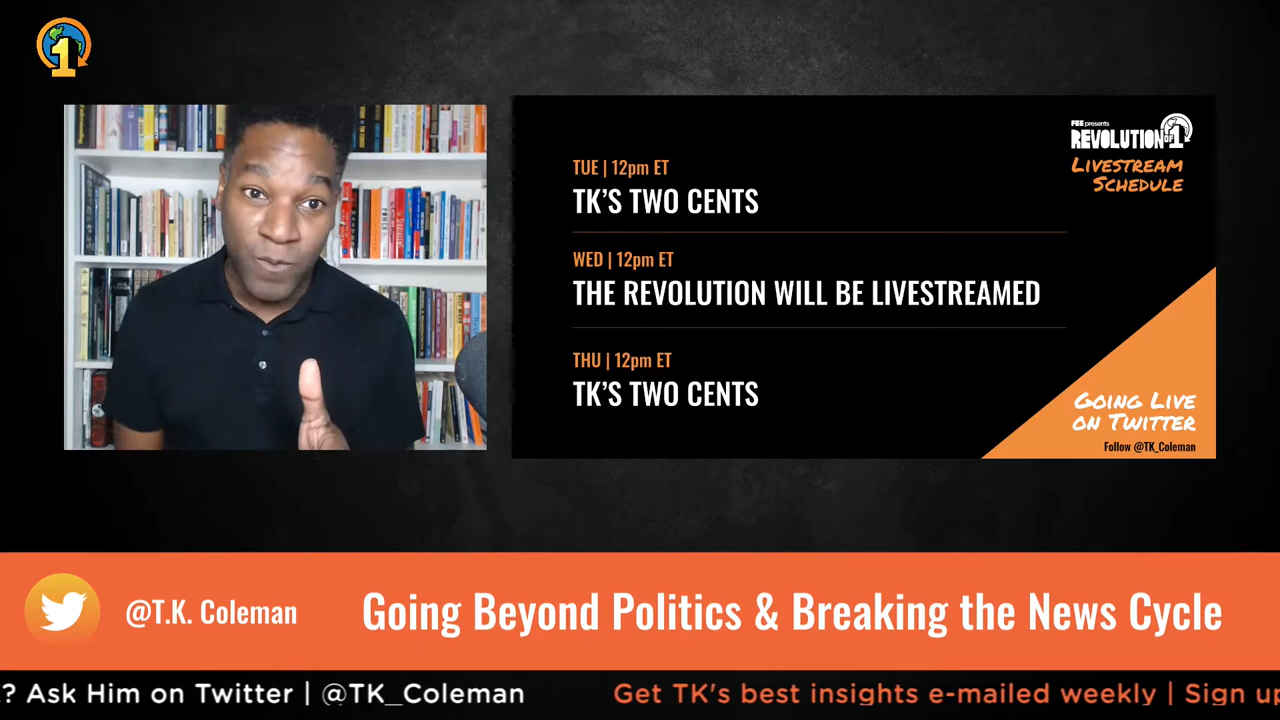 1
FEE presents
REVOLUTION OF 1
LIVESTREAM
SCHEDULE
TUE | 12pm ET
TK'S TWO CENTS
WED | 12pm ET
THE REVOLUTION WILL BE LIVESTREAMED
THU | 12pm ET
TK'S TWO CENTS
GOING LIVE
ON TWITTER
Follow @TK_Coleman
@T.K. Coleman
Going Beyond Politics & Breaking the News Cycle
? Ask Him on Twitter | @TK_Coleman
Get TK's best insights e-mailed weekly | Sign up